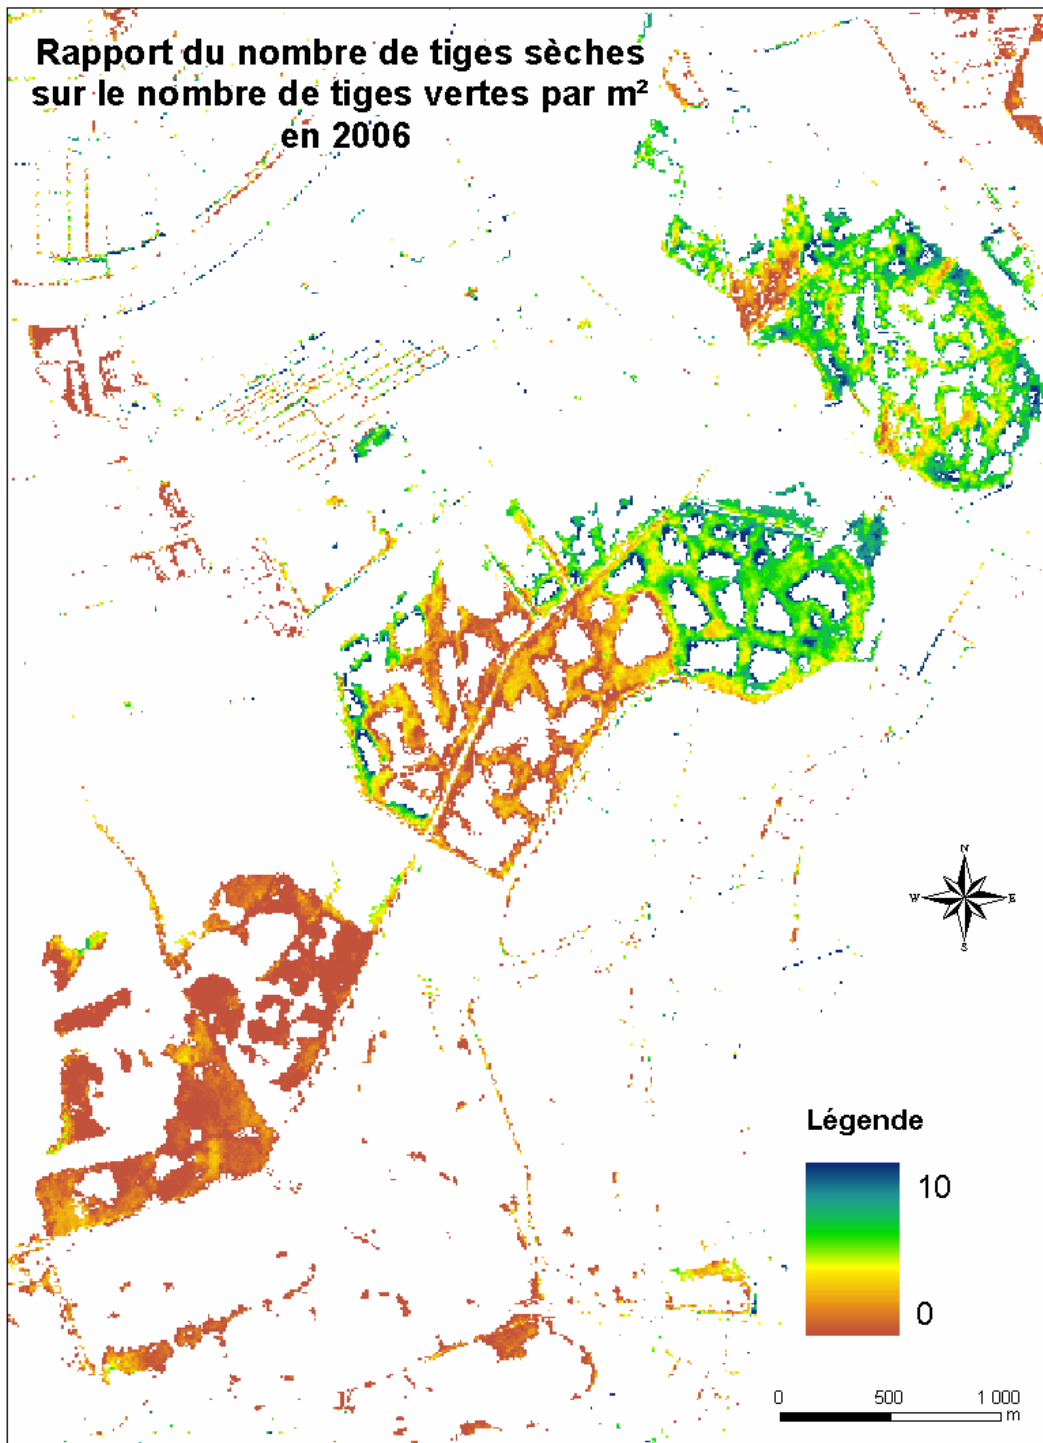 Rapport du nombre de tiges sèches
sur le nombre de tiges vertes par m²
en 2006
N
W
E
S
Légende
10
0
0 500 1 000
m